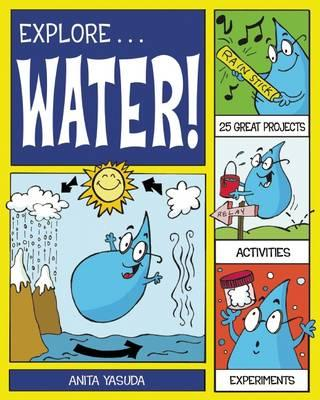 EXPLORE...
WATER!
RAIN STICK
25 GREAT PROJECTS
RELAY
ACTIVITIES
EXPERIMENTS
ANITA YASUDA